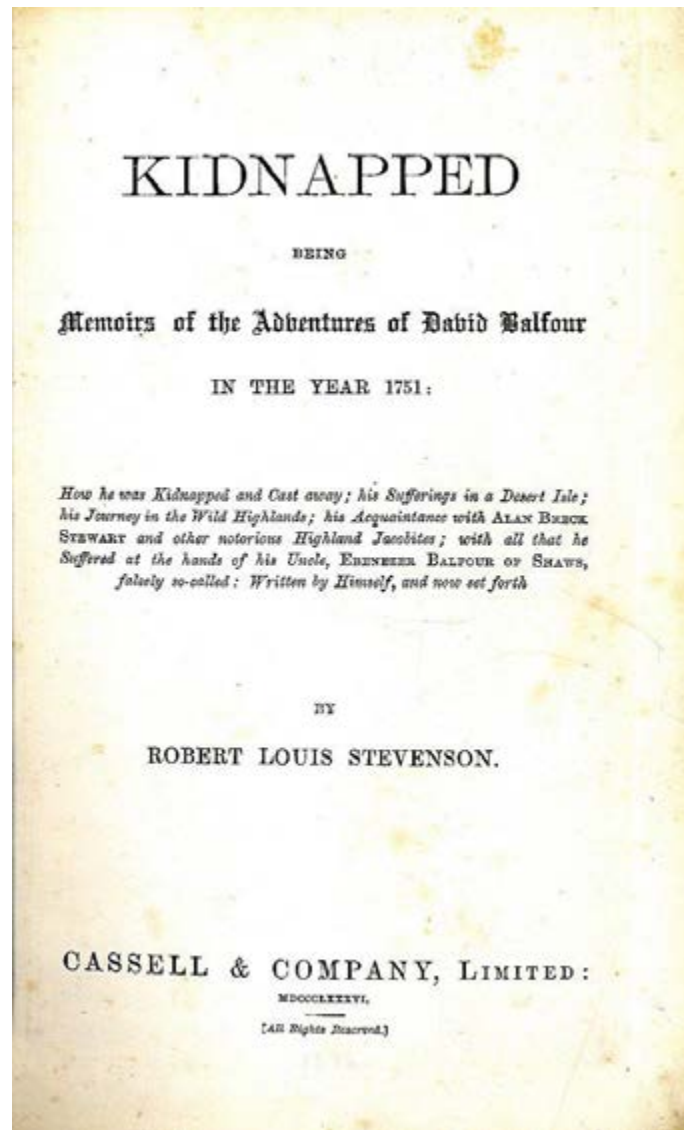 KIDNAPPED
BEING
Memoirs of the Adventures of David Balfour
IN THE YEAR 1751:
How he was Kidnapped and Cast away; his Sufferings in a Desert Isle;
his Journey in the Wild Highlands; his Acquaintance with ALAN BRECK
STEWART and other notorious Highland Jacobites; with all that he
Suffered at the hands of his Uncle, EBENEZER BALFOUR OF SHAWS,
falsely so-called: Written by Himself, and now set forth
BY
ROBERT LOUIS STEVENSON.
CASSELL & COMPANY, LIMITED:
MDCCCLXXXVI.
[All Rights Reserved.]